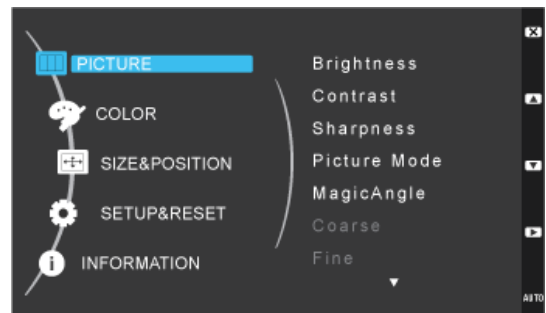 PICTURE
COLOR
SIZE&POSITION
SETUP&RESET
INFORMATION
Brightness
Contrast
Sharpness
Picture Mode
MagicAngle
Coarse
Fine
AUTO